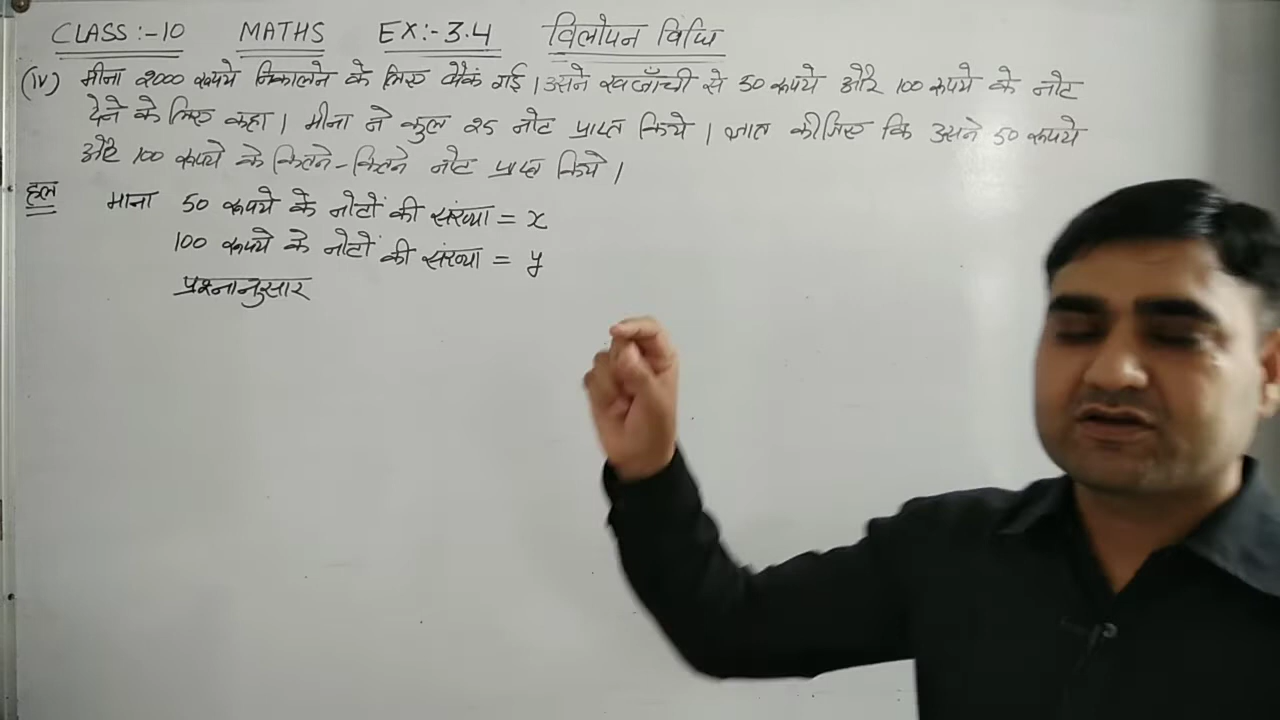 CLASS :- 10 MATHS EX:- 3.4 विलोपन विधि
(iv) मीना 2000 रूपये निकालने के लिए बैंक गई । उसने खजाँची से 50 रूपये और 100 रूपये के नोट
देने के लिए कहा । मीना ने कुल 25 नोट प्राप्त किये । ज्ञात कीजिए कि उसने 50 रूपये
और 100 रूपये के कितने-कितने नोट प्राप्त किये ।
हल माना 50 रूपये के नोटों की संख्या = x
100 रूपये के नोटों की संख्या = y
प्रश्नानुसार